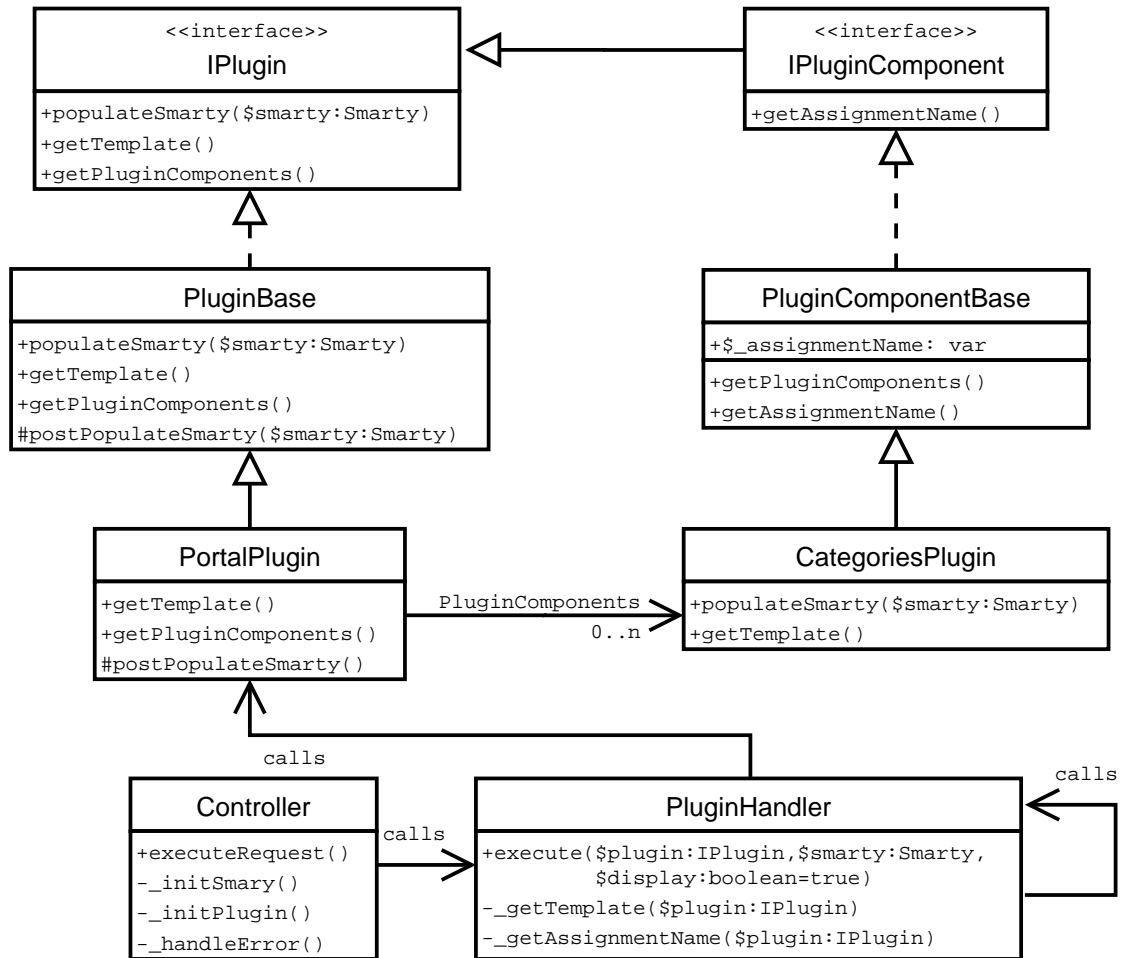 <<interface>>
IPlugin
+populateSmarty($smarty:Smarty)
+getTemplate()
+getPluginComponents()
<<interface>>
IPluginComponent
+getAssignmentName()
PluginBase
+populateSmarty($smarty:Smarty)
+getTemplate()
+getPluginComponents()
#postPopulateSmarty($smarty:Smarty)
PluginComponentBase
+$_assignmentName: var
+getPluginComponents()
+getAssignmentName()
PortalPlugin
+getTemplate()
+getPluginComponents()
#postPopulateSmarty()
PluginComponents
0..n
CategoriesPlugin
+populateSmarty($smarty:Smarty)
+getTemplate()
calls
Controller
+executeRequest()
-_initSmary()
-_initPlugin()
-_handleError()
calls
PluginHandler
+execute($plugin:IPlugin,$smarty:Smarty,
$display:boolean=true)
-_getTemplate($plugin:IPlugin)
-_getAssignmentName($plugin:IPlugin)
calls